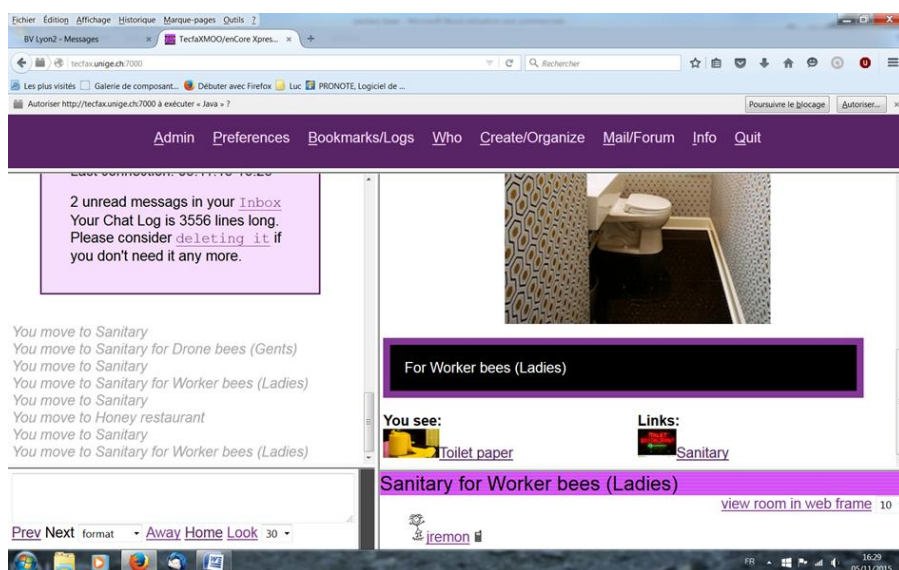 Fichier Édition Affichage Historique Marque-pages Outils ?
BV Lyon2 - Messages × TecfaXMOO/enCore Xpres... × +
tecfax.unige.ch:7000 Rechercher
Les plus visités Galerie de composant... Débuter avec Firefox Luc PRONOTE, Logiciel de ...
Autoriser http://tecfax.unige.ch:7000 à exécuter « Java » ? Poursuivre le blocage Autoriser... ×
Admin Preferences Bookmarks/Logs Who Create/Organize Mail/Forum Info Quit
2 unread messags in your Inbox
Your Chat Log is 3556 lines long.
Please consider deleting it if
you don't need it any more.
You move to Sanitary
You move to Sanitary for Drone bees (Gents)
You move to Sanitary
You move to Sanitary for Worker bees (Ladies)
You move to Sanitary
You move to Honey restaurant
You move to Sanitary
You move to Sanitary for Worker bees (Ladies)
Prev Next format Away Home Look 30
For Worker bees (Ladies)
You see: Links:
Toilet paper Sanitary
Sanitary for Worker bees (Ladies)
view room in web frame 10
jremon
FR 16:29
05/11/2015